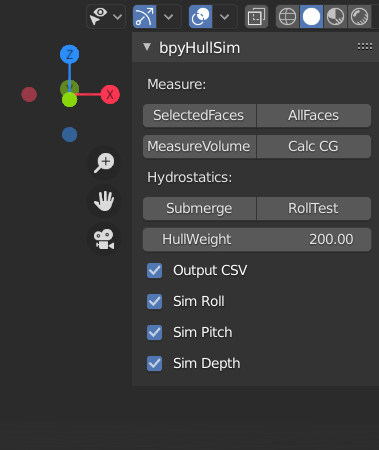 bpyHullSim
Z
X
Measure:
SelectedFaces AllFaces
MeasureVolume Calc CG
Hydrostatics:
Submerge RollTest
HullWeight 200.00
Output CSV
Sim Roll
Sim Pitch
Sim Depth